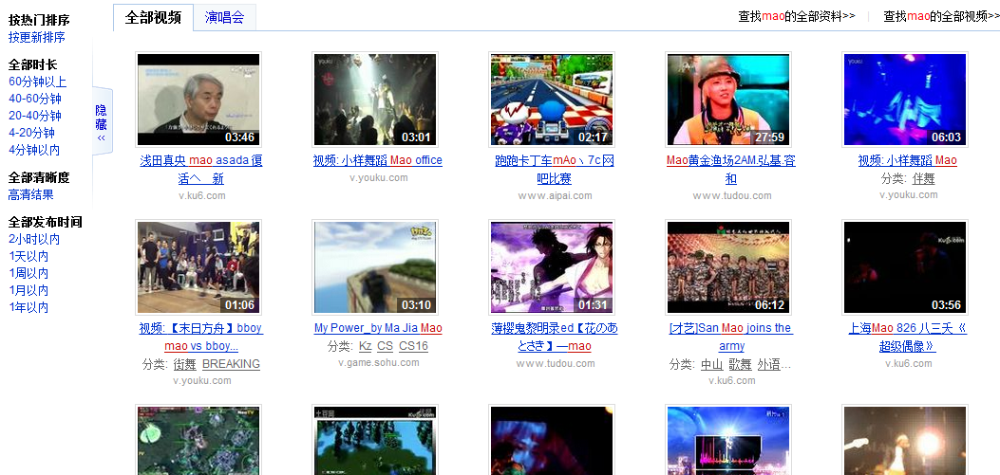 按热门排序
按更新排序
全部时长
60分钟以上
40-60分钟
20-40分钟
4-20分钟
4分钟以内
全部清晰度
高清结果
全部发布时间
2小时以内
1天以内
1周以内
1月以内
1年以内
隐藏
<<
全部视频 演唱会
查找mao的全部资料>> 查找mao的全部视频>>
03:46 03:01 02:17 27:59 06:03
浅田真央 mao asada 復
活へ 新
v.ku6.com
视频: 小样舞蹈 Mao office
v.youku.com
跑跑卡丁车mAo丶7c 网
吧比赛
www.aipai.com
Mao黄金渔场2AM.弘基.容
和
www.tudou.com
视频: 小样舞蹈 Mao
分类: 伴舞
v.youku.com
01:06 03:10 01:31 06:12 03:56
视频:【末日方舟】bboy
mao vs bboy...
分类: 街舞 BREAKING
v.youku.com
My Power_by Ma Jia Mao
分类: Kz CS CS16
v.game.sohu.com
薄樱鬼黎明录ed【花のあ
とさき】—mao
www.tudou.com
[才艺]San Mao joins the
army
分类: 中山 歌舞 外语...
v.ku6.com
上海Mao 826 八三夭《
超级偶像》
v.ku6.com